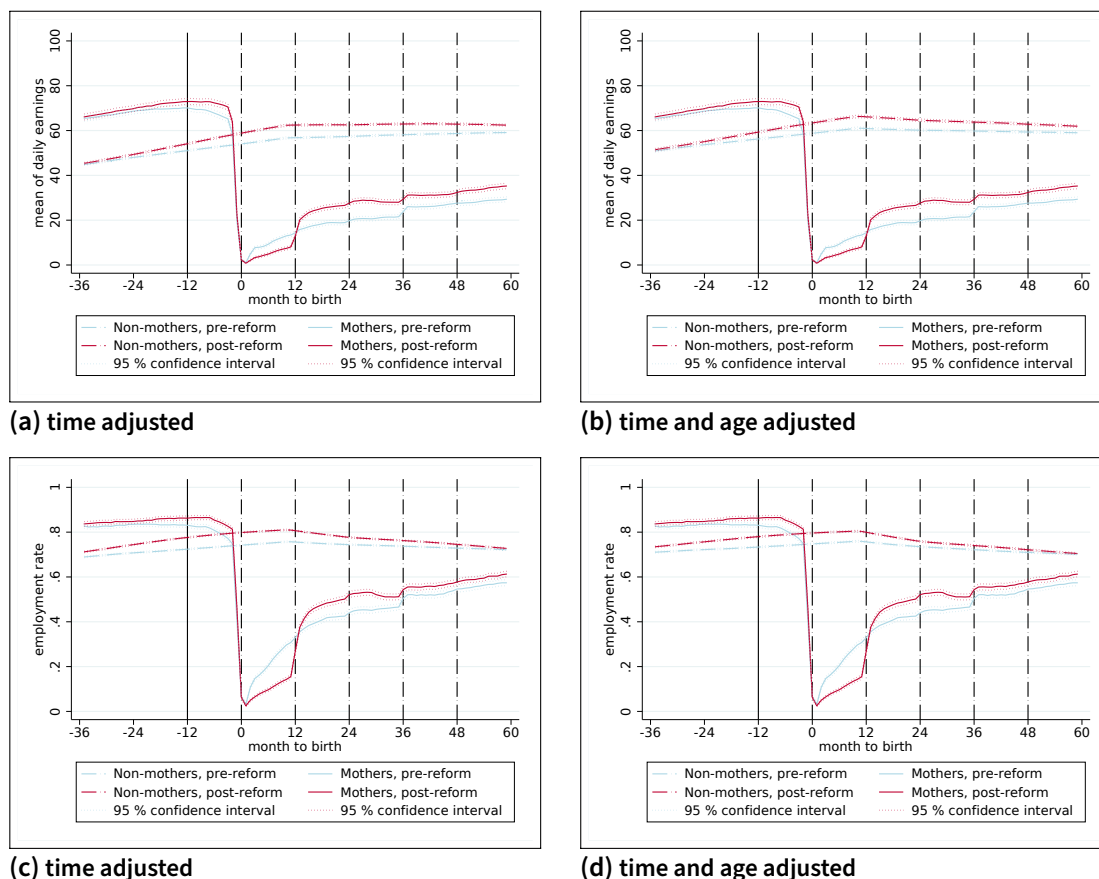 mean of daily earnings
100
80
60
40
20
0
-36 -24 -12 0 12 24 36 48 60
month to birth
Non-mothers, pre-reform Mothers, pre-reform
Non-mothers, post-reform Mothers, post-reform
95 % confidence interval 95 % confidence interval
(a) time adjusted
mean of daily earnings
100
80
60
40
20
0
-36 -24 -12 0 12 24 36 48 60
month to birth
Non-mothers, pre-reform Mothers, pre-reform
Non-mothers, post-reform Mothers, post-reform
95 % confidence interval 95 % confidence interval
(b) time and age adjusted
employment rate
1
.8
.6
.4
.2
0
-36 -24 -12 0 12 24 36 48 60
month to birth
Non-mothers, pre-reform Mothers, pre-reform
Non-mothers, post-reform Mothers, post-reform
95 % confidence interval 95 % confidence interval
(c) time adjusted
employment rate
1
.8
.6
.4
.2
0
-36 -24 -12 0 12 24 36 48 60
month to birth
Non-mothers, pre-reform Mothers, pre-reform
Non-mothers, post-reform Mothers, post-reform
95 % confidence interval 95 % confidence interval
(d) time and age adjusted